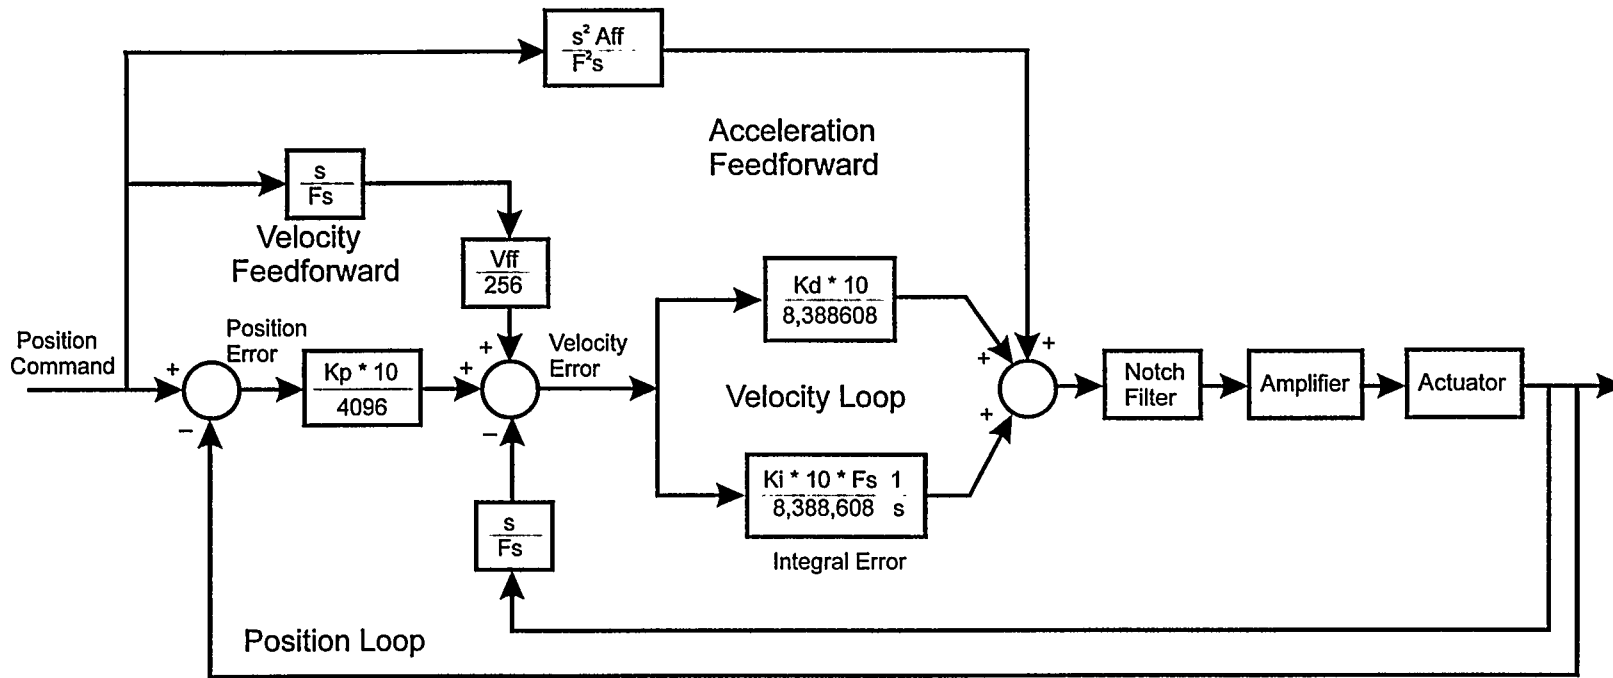 s² Aff
F²s
Acceleration
Feedforward
s
Fs
Velocity
Feedforward
Vff
256
Position
Command
Position
Error
+
−
Kp * 10
4096
+
+
−
Velocity
Error
Kd * 10
8,388608
Velocity Loop
Ki * 10 * Fs 1
8,388,608 s
Integral Error
+
+
+
Notch
Filter
Amplifier
Actuator
s
Fs
Position Loop